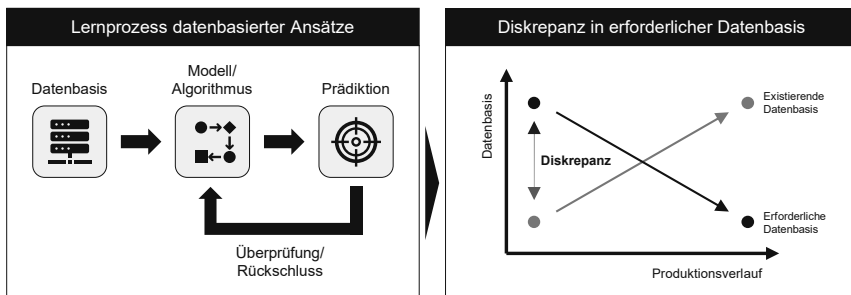 Lernprozess datenbasierter Ansätze
Datenbasis
Modell/
Algorithmus
Prädiktion
Überprüfung/
Rückschluss
Diskrepanz in erforderlicher Datenbasis
Datenbasis
Diskrepanz
Existierende
Datenbasis
Erforderliche
Datenbasis
Produktionsverlauf